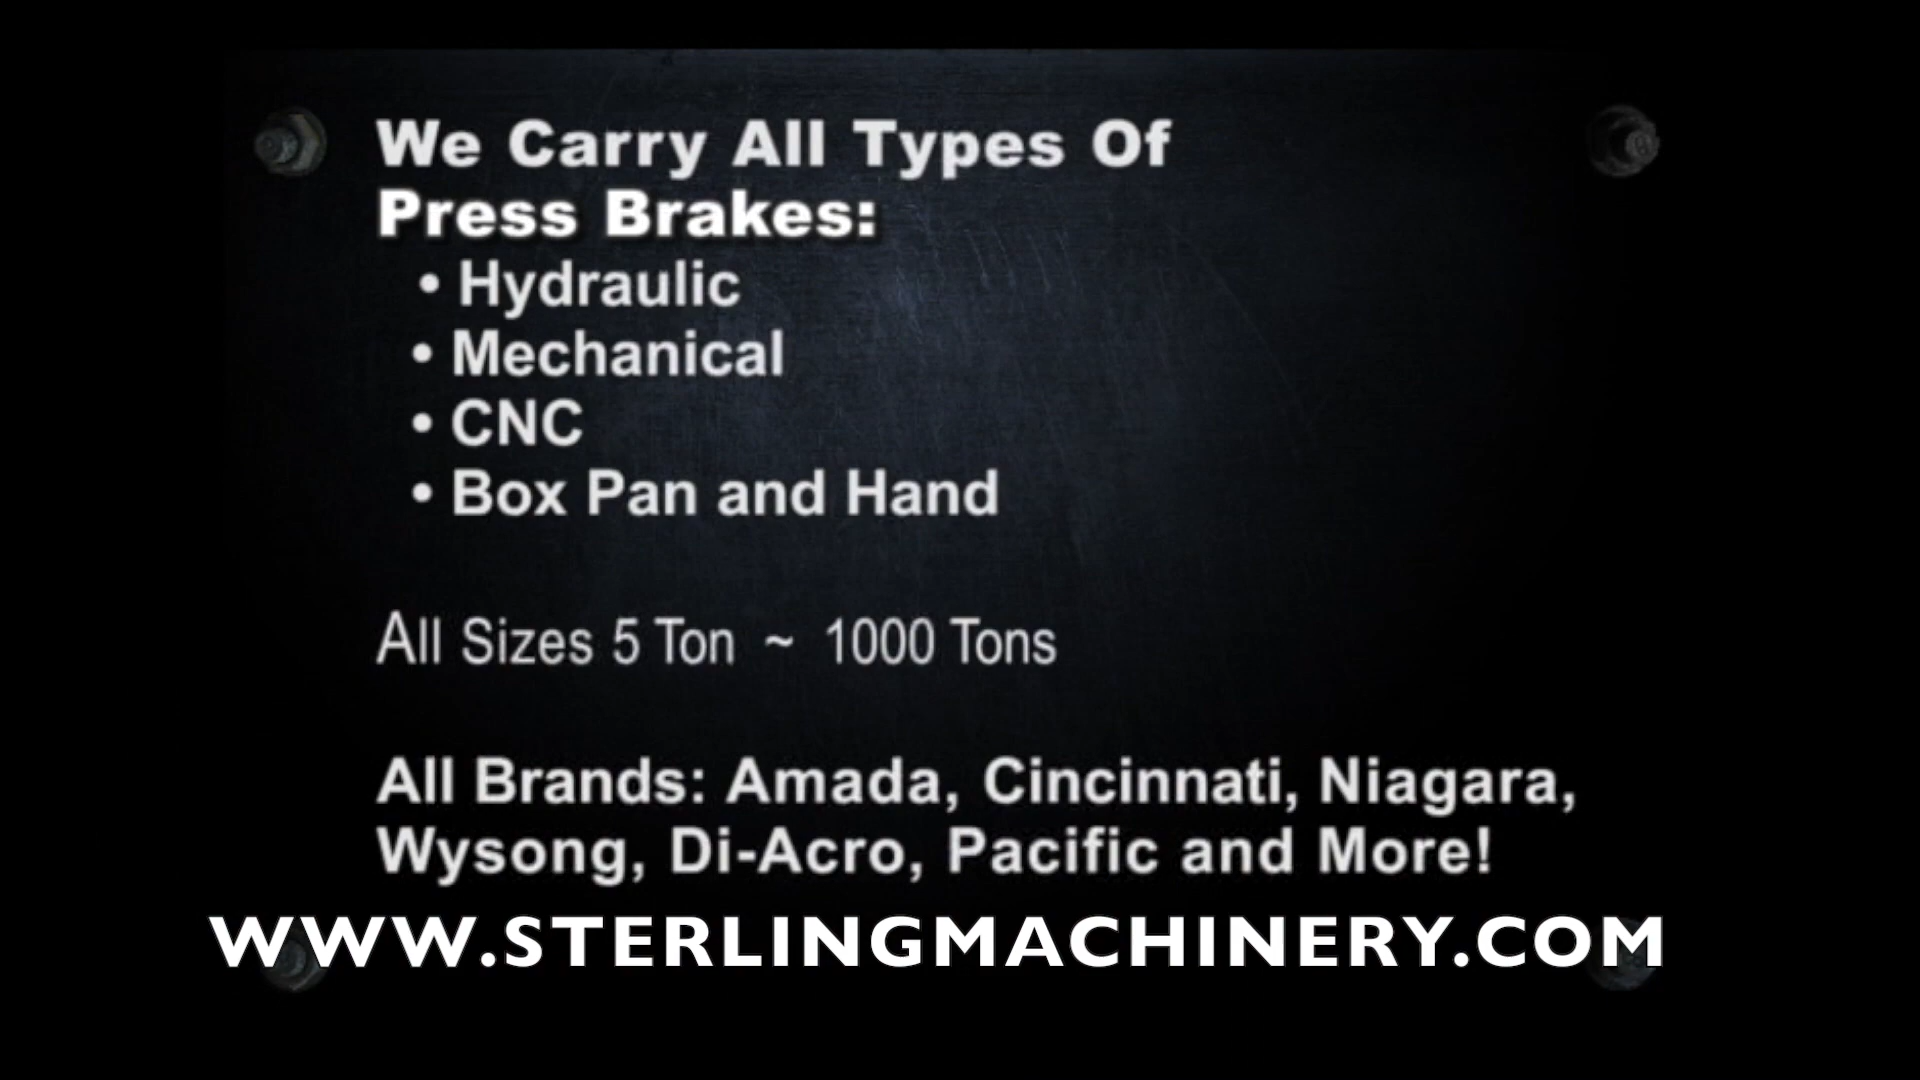 We Carry All Types Of
Press Brakes:
• Hydraulic
• Mechanical
• CNC
• Box Pan and Hand
All Sizes 5 Ton ~ 1000 Tons
All Brands: Amada, Cincinnati, Niagara,
Wysong, Di-Acro, Pacific and More!
WWW.STERLINGMACHINERY.COM